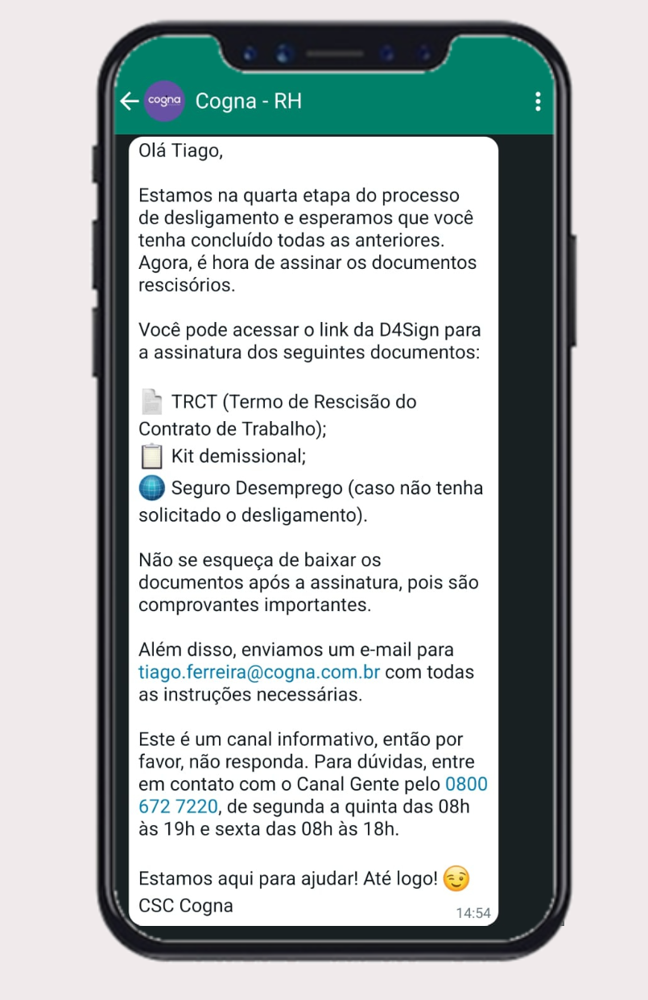 cogna
Cogna - RH
Olá Tiago,
Estamos na quarta etapa do processo
de desligamento e esperamos que você
tenha concluído todas as anteriores.
Agora, é hora de assinar os documentos
rescisórios.
Você pode acessar o link da D4Sign para
a assinatura dos seguintes documentos:
📄 TRCT (Termo de Rescisão do
Contrato de Trabalho);
📋 Kit demissional;
🌐 Seguro Desemprego (caso não tenha
solicitado o desligamento).
Não se esqueça de baixar os
documentos após a assinatura, pois são
comprovantes importantes.
Além disso, enviamos um e-mail para
tiago.ferreira@cogna.com.br com todas
as instruções necessárias.
Este é um canal informativo, então por
favor, não responda. Para dúvidas, entre
em contato com o Canal Gente pelo 0800
672 7220, de segunda a quinta das 08h
às 19h e sexta das 08h às 18h.
Estamos aqui para ajudar! Até logo! 😉
CSC Cogna
14:54